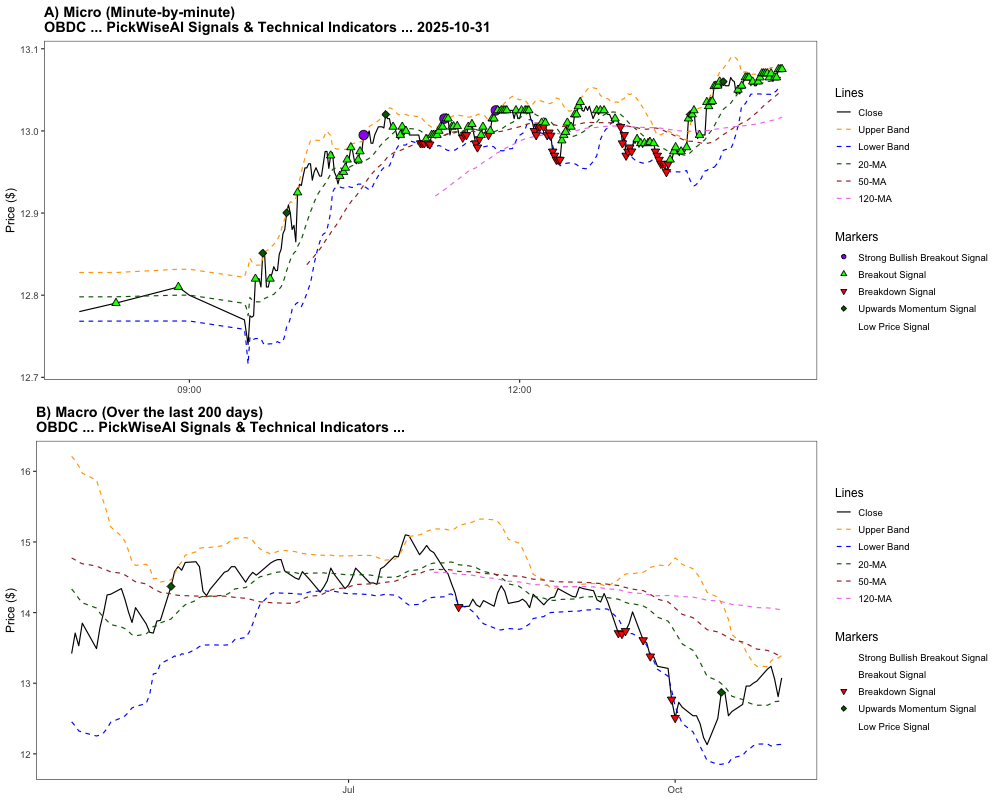 A) Micro (Minute-by-minute)
OBDC ... PickWiseAI Signals & Technical Indicators ... 2025-10-31
13.1
13.0
12.9
12.8
12.7
Price ($)
09:00
12:00
Lines
Close
Upper Band
Lower Band
20-MA
50-MA
120-MA
Markers
Strong Bullish Breakout Signal
Breakout Signal
Breakdown Signal
Upwards Momentum Signal
Low Price Signal
B) Macro (Over the last 200 days)
OBDC ... PickWiseAI Signals & Technical Indicators ...
16
15
14
13
12
Price ($)
Jul
Oct
Lines
Close
Upper Band
Lower Band
20-MA
50-MA
120-MA
Markers
Strong Bullish Breakout Signal
Breakout Signal
Breakdown Signal
Upwards Momentum Signal
Low Price Signal